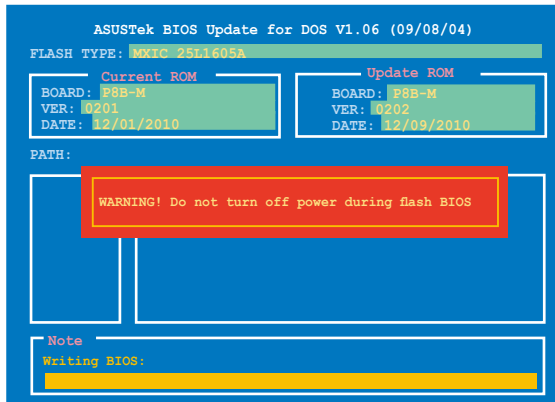 ASUSTek BIOS Update for DOS V1.06 (09/08/04)
FLASH TYPE: MXIC 25L1605A
Current ROM
BOARD: P8B-M
VER: 0201
DATE: 12/01/2010
Update ROM
BOARD: P8B-M
VER: 0202
DATE: 12/09/2010
PATH:
WARNING! Do not turn off power during flash BIOS
Note
Writing BIOS: